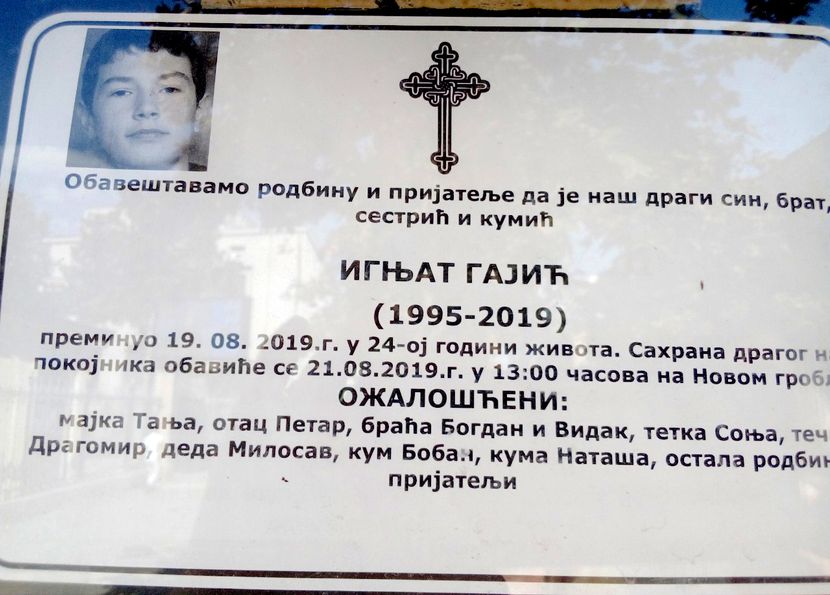 Обавештавамо родбину и пријатеље да је наш драги син, брат,
сестрић и кумић
ИГЊАТ ГАЈИЋ
(1995-2019)
преминуо 19. 08. 2019.г. у 24-ој години живота. Сахрана драгог
покојника обавиће се 21.08.2019.г. у 13:00 часова на Новом
ОЖАЛОШЋЕНИ:
мајка Тања, отац Петар, браћа Богдан и Видак, тетка Соња,
Драгомир, деда Милосав, кум Бобан, кума Наташа, остала
пријатељи